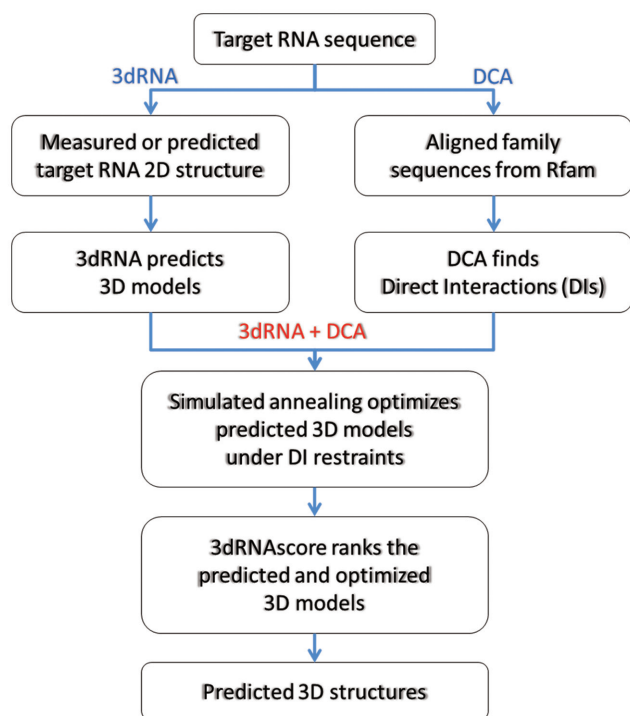 Target RNA sequence
3dRNA
DCA
Measured or predicted
target RNA 2D structure
Aligned family
sequences from Rfam
3dRNA predicts
3D models
DCA finds
Direct Interactions (DIs)
3dRNA + DCA
Simulated annealing optimizes
predicted 3D models
under DI restraints
3dRNAscore ranks the
predicted and optimized
3D models
Predicted 3D structures